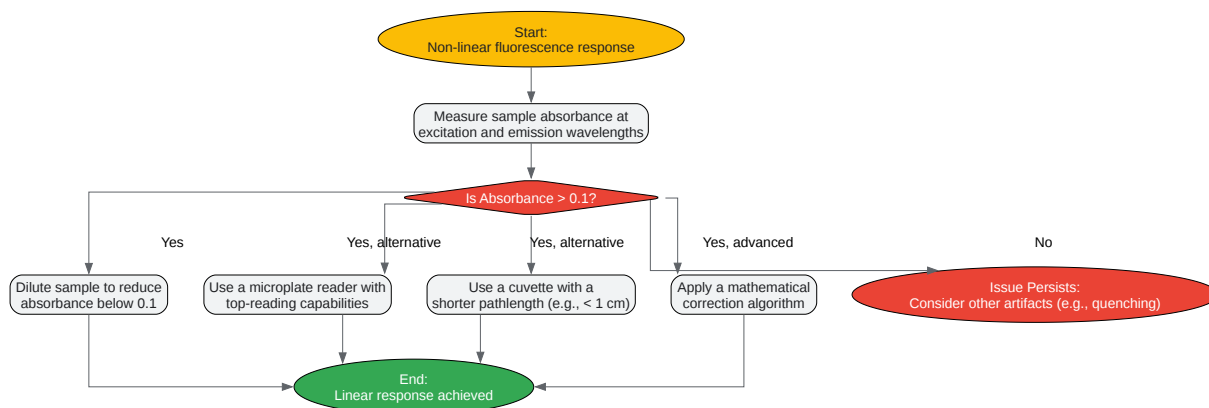 Start:
Non-linear fluorescence response
Measure sample absorbance at
excitation and emission wavelengths
Is Absorbance > 0.1?
Yes
Yes, alternative
Yes, alternative
Yes, advanced
No
Dilute sample to reduce
absorbance below 0.1
Use a microplate reader with
top-reading capabilities
Use a cuvette with a
shorter pathlength (e.g., < 1 cm)
Apply a mathematical
correction algorithm
Issue Persists:
Consider other artifacts (e.g., quenching)
End:
Linear response achieved